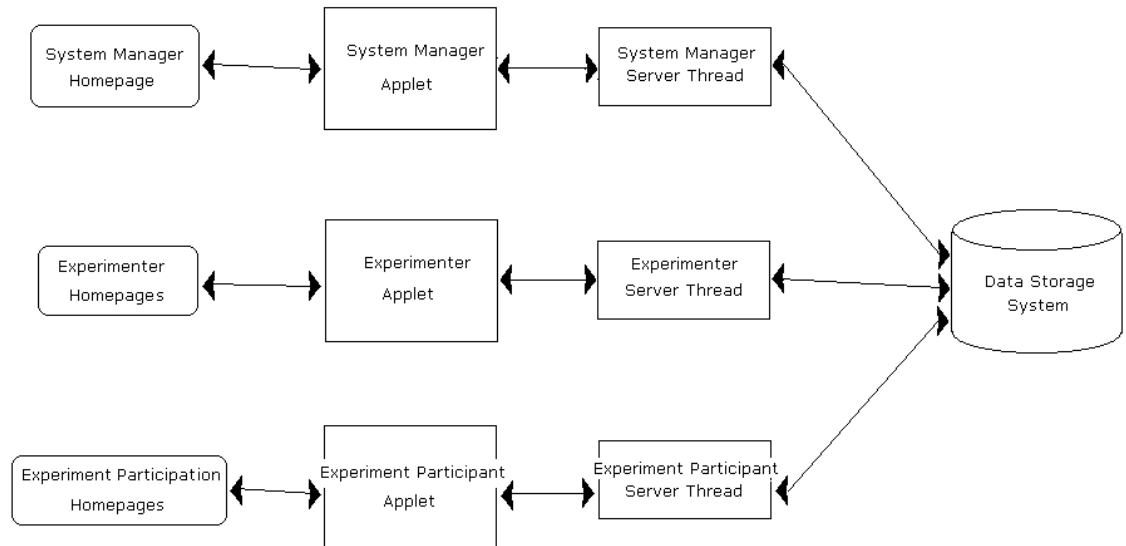 System Manager
Homepage
System Manager
Applet
System Manager
Server Thread
Experimenter
Homepages
Experimenter
Applet
Experimenter
Server Thread
Data Storage
System
Experiment Participation
Homepages
Experiment Participant
Applet
Experiment Participant
Server Thread